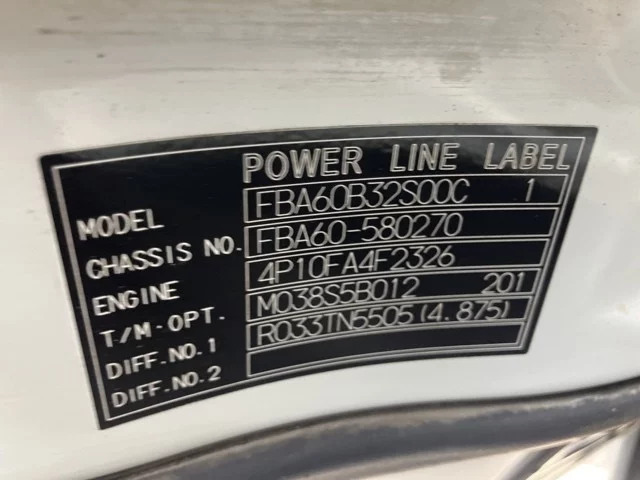 POWER LINE LABEL
MODEL FBA60B32S00C 1
CHASSIS NO. FBA60-580270
ENGINE 4P10FA4F2326
T/M-OPT. M038S5B012 201
DIFF.NO.1 R033TN5505(4.875)
DIFF.NO.2